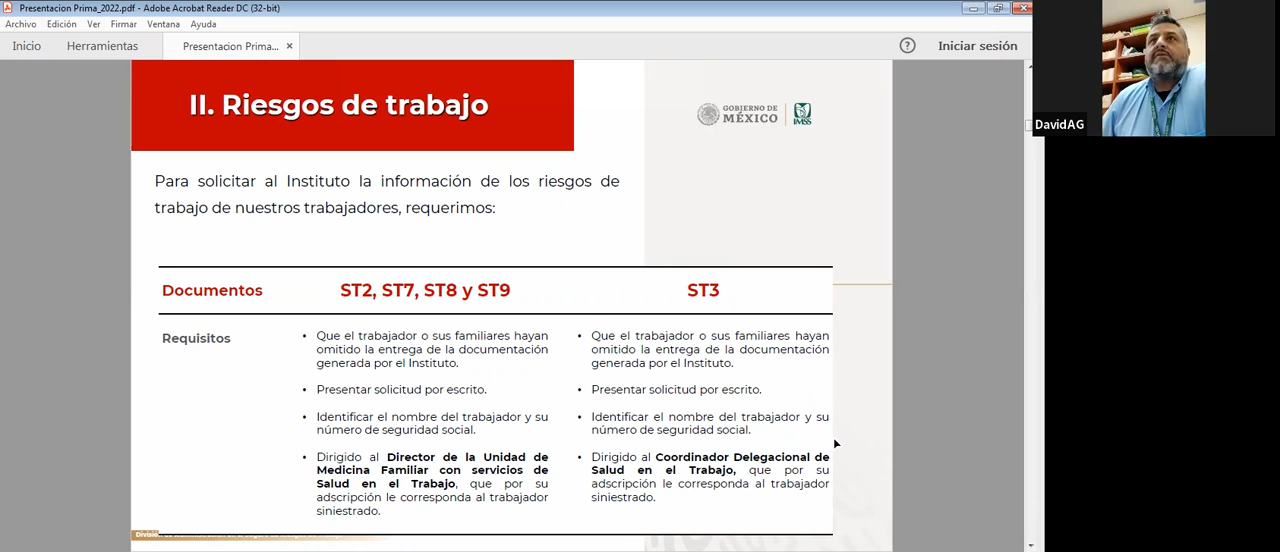 Presentacion Prima_2022.pdf - Adobe Acrobat Reader DC (32-bit)
Archivo Edición Ver Firmar Ventana Ayuda
Inicio Herramientas Presentacion Prima... × ? Iniciar sesión
DavidAG
II. Riesgos de trabajo
GOBIERNO DE
MÉXICO
IMSS
Para solicitar al Instituto la información de los riesgos de
trabajo de nuestros trabajadores, requerimos:
Documentos ST2, ST7, ST8 y ST9 ST3
Requisitos
• Que el trabajador o sus familiares hayan
omitido la entrega de la documentación
generada por el Instituto.
• Presentar solicitud por escrito.
• Identificar el nombre del trabajador y su
número de seguridad social.
• Dirigido al Director de la Unidad de
Medicina Familiar con servicios de
Salud en el Trabajo, que por su
adscripción le corresponda al trabajador
siniestrado.
• Que el trabajador o sus familiares hayan
omitido la entrega de la documentación
generada por el Instituto.
• Presentar solicitud por escrito.
• Identificar el nombre del trabajador y su
número de seguridad social.
• Dirigido al Coordinador Delegacional de
Salud en el Trabajo, que por su
adscripción le corresponda al trabajador
siniestrado.